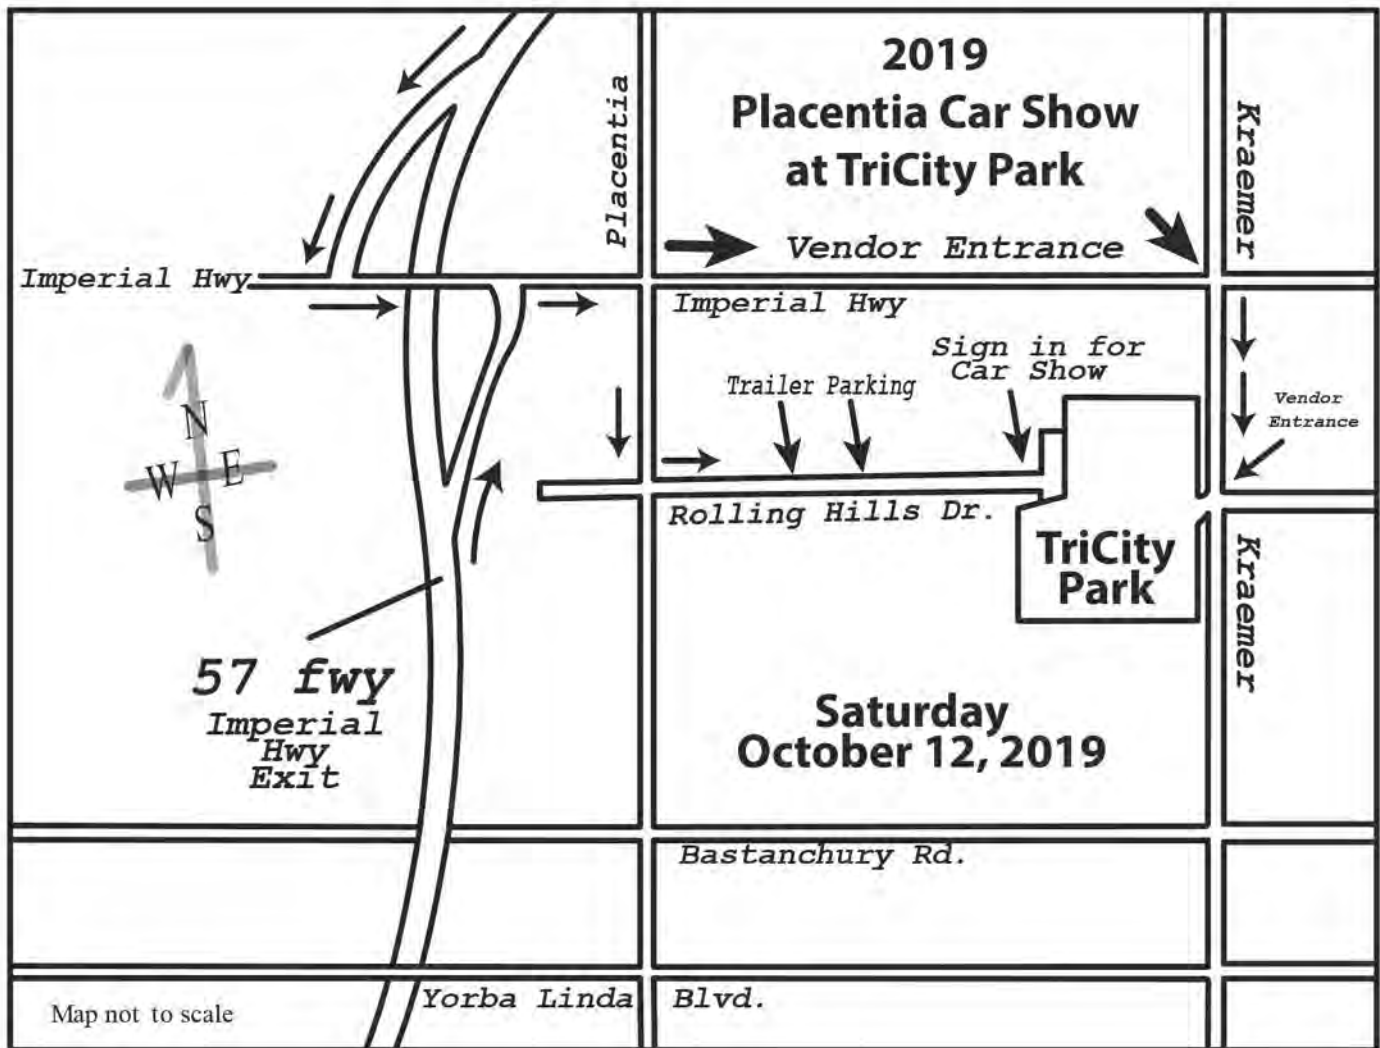 2019
Placentia Car Show
at TriCity Park
Placentia
Kraemer
Vendor Entrance
Imperial Hwy
Imperial Hwy
Sign in for
Car Show
Trailer Parking
Vendor
Entrance
N
W E
S
Rolling Hills Dr.
TriCity
Park
Kraemer
57 fwy
Imperial
Hwy
Exit
Saturday
October 12, 2019
Bastanchury Rd.
Yorba Linda Blvd.
Map not to scale